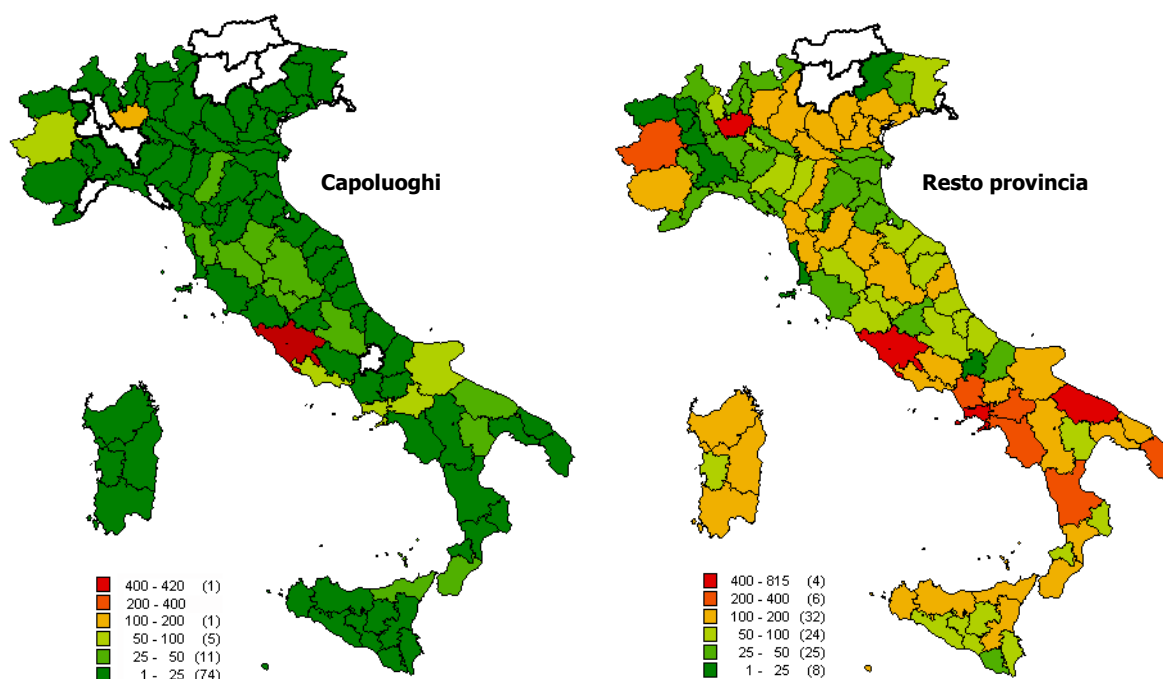 Capoluoghi
400 - 420 (1)
200 - 400
100 - 200 (1)
50 - 100 (5)
25 - 50 (11)
1 - 25 (74)
Resto provincia
400 - 815 (4)
200 - 400 (6)
100 - 200 (32)
50 - 100 (24)
25 - 50 (25)
1 - 25 (8)